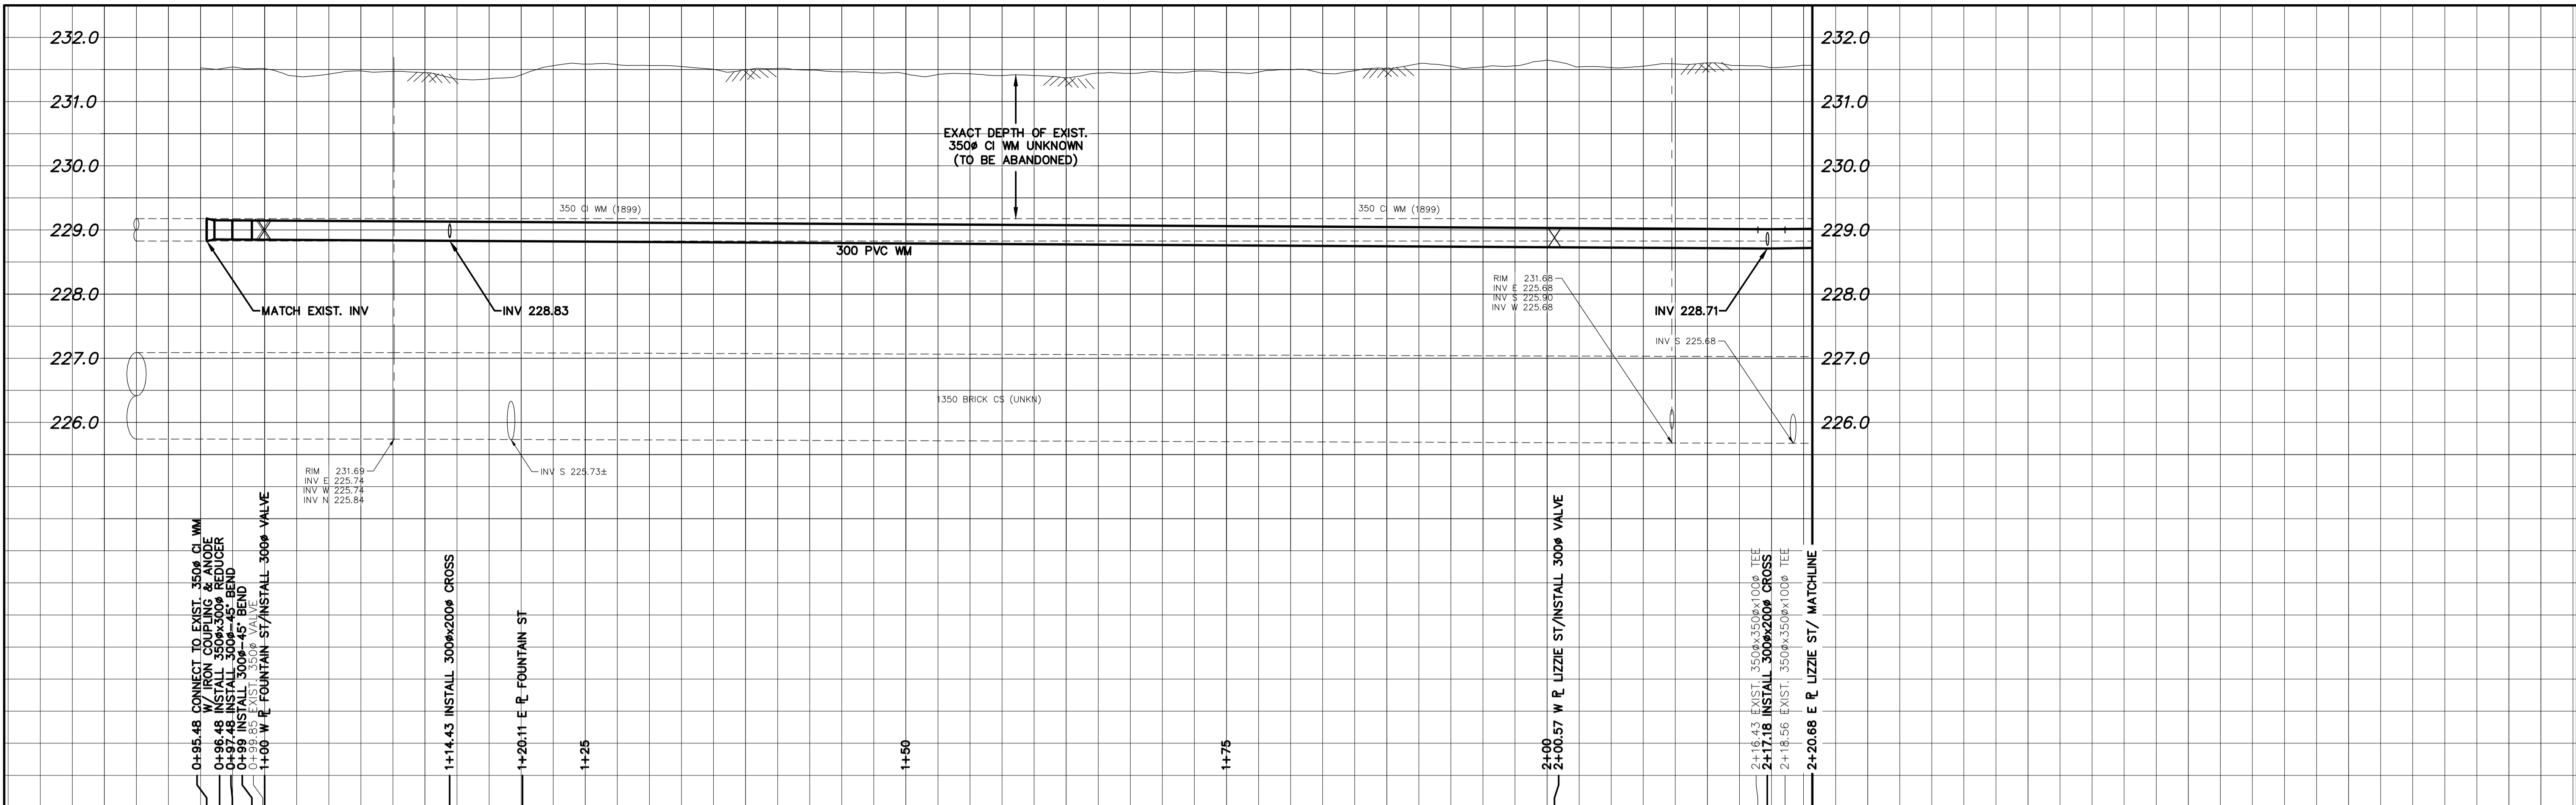 232.0
232.0
231.0
231.0
EXACT DEPTH OF EXIST.
350ø CI WM UNKNOWN
(TO BE ABANDONED)
230.0
230.0
350 CI WM (1899)
350 CI WM (1899)
229.0
229.0
300 PVC WM
RIM 231.68
INV E 225.68
INV S 225.90
INV W 225.68
228.0
228.0
MATCH EXIST. INV
INV 228.83
INV 228.71
INV S 225.68
227.0
227.0
1350 BRICK CS (UNKN)
226.0
226.0
RIM 231.69
INV E 225.74
INV W 225.74
INV N 225.84
INV S 225.73±
0+95.48 CONNECT TO EXIST. 350ø CI WM
W/ IRON COUPLING & ANODE
0+96.48 INSTALL 350øx300ø REDUCER
0+97.48 INSTALL 300ø-45° BEND
0+99 INSTALL 300ø-45° BEND
0+99.85 EXIST. 350ø VALVE
1+00 W PL FOUNTAIN ST/INSTALL 300ø VALVE
1+14.43 INSTALL 300øx200ø CROSS
1+20.11 E PL FOUNTAIN ST
1+25
1+50
1+75
2+00
2+00.57 W PL LIZZIE ST/INSTALL 300ø VALVE
2+16.43 EXIST. 350øx350øx100ø TEE
2+17.18 INSTALL 300øx200ø CROSS
2+18.56 EXIST. 350øx350øx100ø TEE
2+20.68 E PL LIZZIE ST/ MATCHLINE